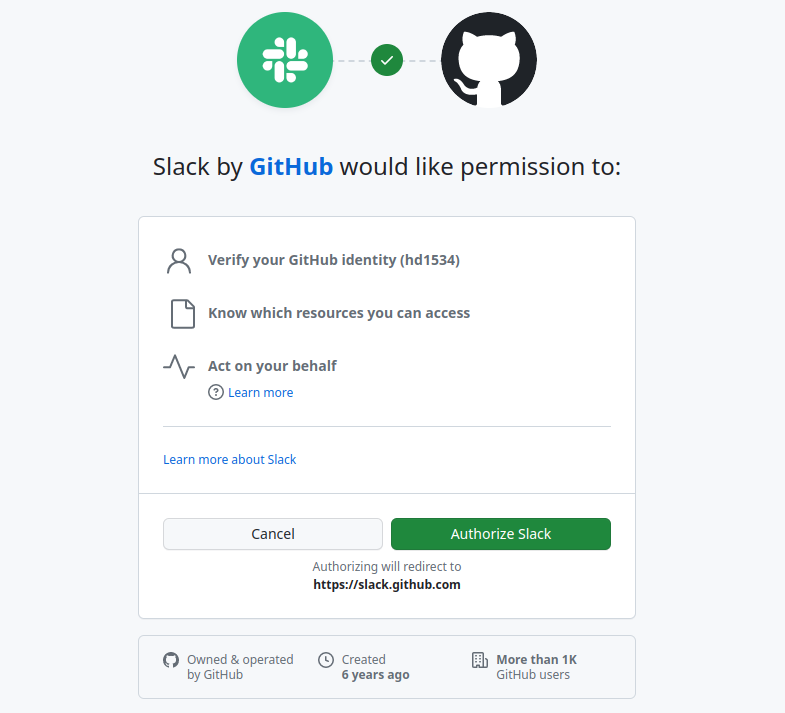 Slack by GitHub would like permission to:
Verify your GitHub identity (hd1534)
Know which resources you can access
Act on your behalf
Learn more
Learn more about Slack
Cancel
Authorize Slack
Authorizing will redirect to
https://slack.github.com
Owned & operated
by GitHub
Created
6 years ago
More than 1K
GitHub users